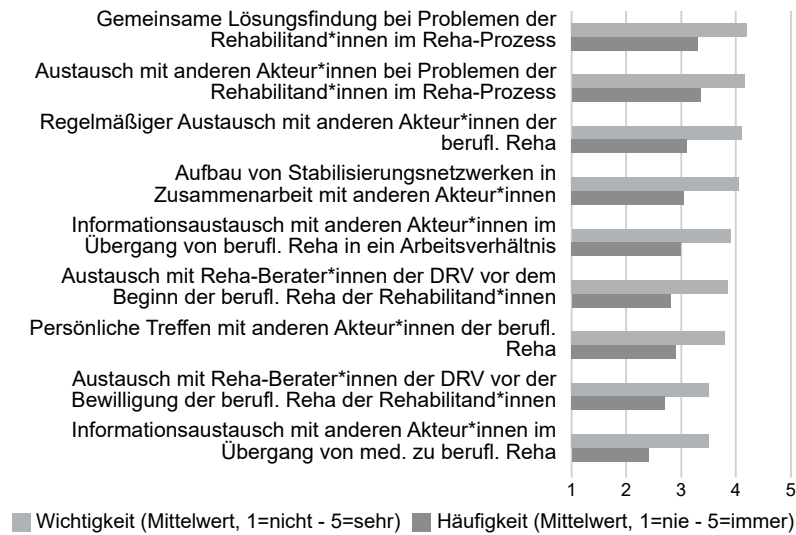 Gemeinsame Lösungsfindung bei Problemen der
Rehabilitand*innen im Reha-Prozess
Austausch mit anderen Akteur*innen bei Problemen der
Rehabilitand*innen im Reha-Prozess
Regelmäßiger Austausch mit anderen Akteur*innen der
berufl. Reha
Aufbau von Stabilisierungsnetzwerken in
Zusammenarbeit mit anderen Akteur*innen
Informationsaustausch mit anderen Akteur*innen im
Übergang von berufl. Reha in ein Arbeitsverhältnis
Austausch mit Reha-Berater*innen der DRV vor dem
Beginn der berufl. Reha der Rehabilitand*innen
Persönliche Treffen mit anderen Akteur*innen der berufl.
Reha
Austausch mit Reha-Berater*innen der DRV vor der
Bewilligung der berufl. Reha der Rehabilitand*innen
Informationsaustausch mit anderen Akteur*innen im
Übergang von med. zu berufl. Reha
1 2 3 4 5
Wichtigkeit (Mittelwert, 1=nicht - 5=sehr) Häufigkeit (Mittelwert, 1=nie - 5=immer)